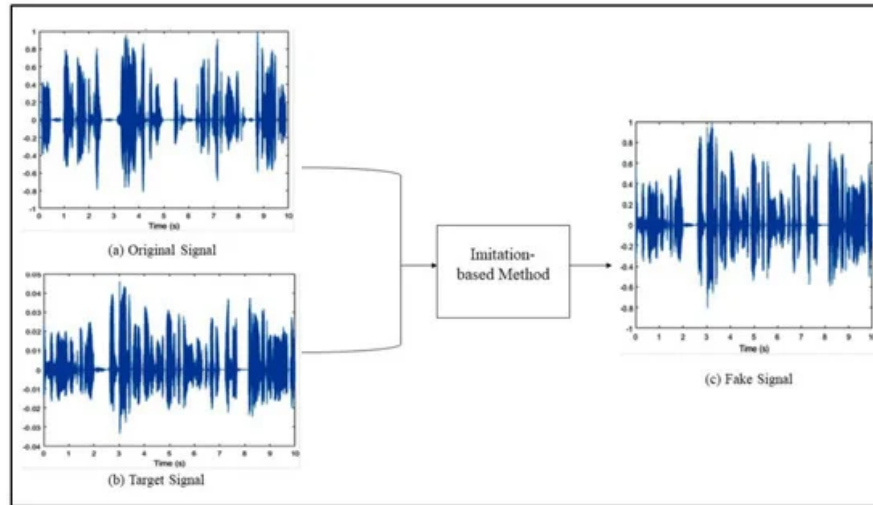 1
0.8
0.6
0.4
0.2
0
-0.2
-0.4
-0.6
-0.8
-1
0 1 2 3 4 5 6 7 8 9 10
Time (s)
(a) Original Signal
0.05
0.04
0.03
0.02
0.01
0
-0.01
-0.02
-0.03
-0.04
0 1 2 3 4 5 6 7 8 9 10
Time (s)
(b) Target Signal
Imitation-
based Method
1
0.8
0.6
0.4
0.2
0
-0.2
-0.4
-0.6
-0.8
-1
0 1 2 3 4 5 6 7 8 9 10
Time (s)
(c) Fake Signal